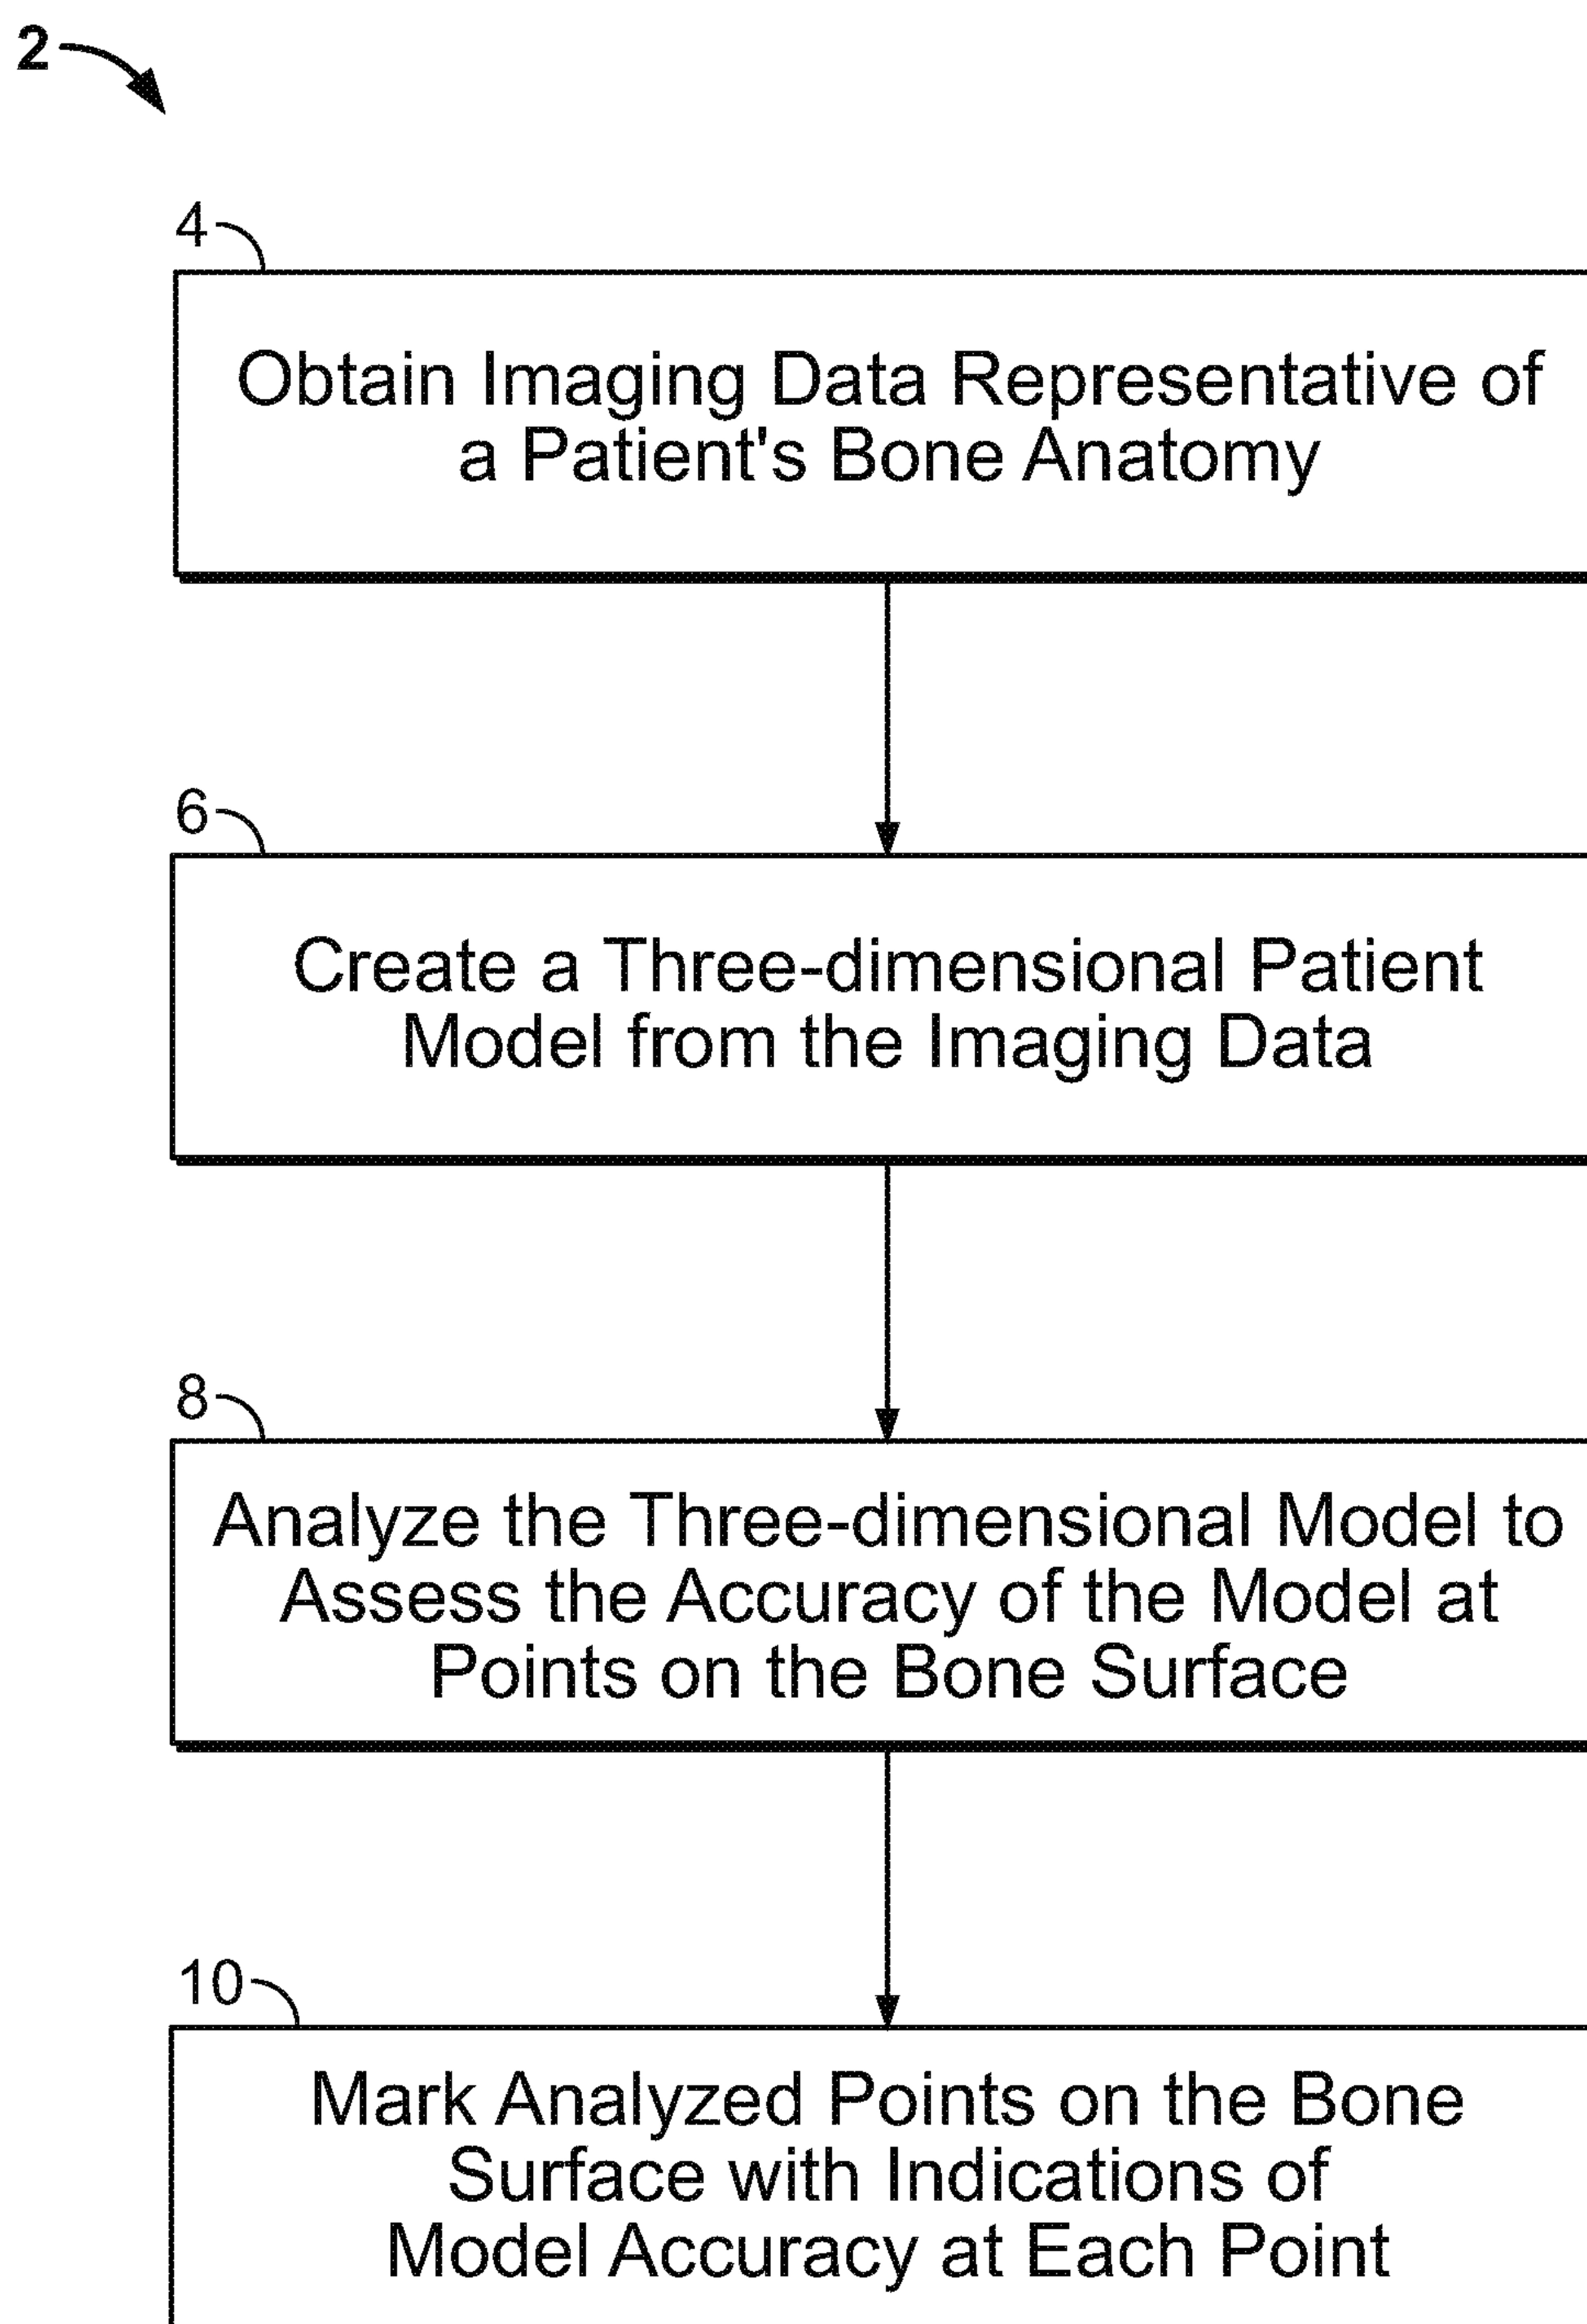 2
4
Obtain Imaging Data Representative of
a Patient's Bone Anatomy
6
Create a Three-dimensional Patient
Model from the Imaging Data
8
Analyze the Three-dimensional Model to
Assess the Accuracy of the Model at
Points on the Bone Surface
10
Mark Analyzed Points on the Bone
Surface with Indications of
Model Accuracy at Each Point